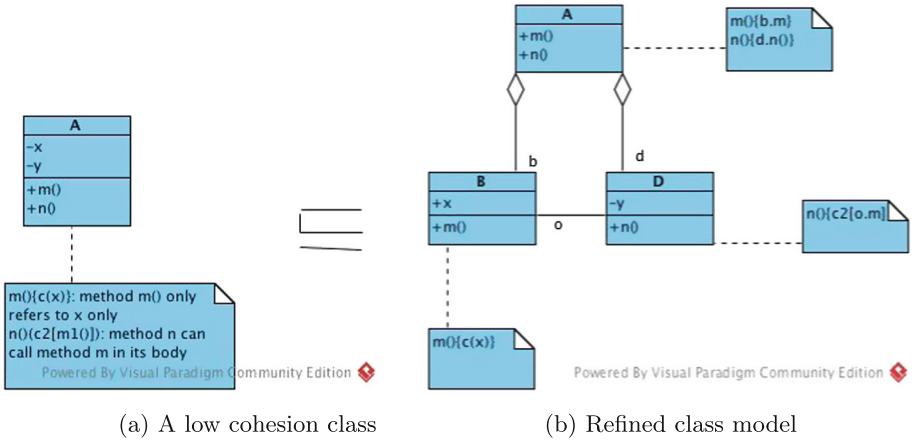 A
-x
-y
+m()
+n()
m(){c(x)}: method m() only
refers to x only
n()(c2[m1()]): method n can
call method m in its body
Powered By Visual Paradigm Community Edition
(a) A low cohesion class
A
+m()
+n()
m(){b.m}
n(){d.n()}
b
d
B
+x
+m()
o
D
-y
+n()
n(){c2[o.m]
m(){c(x)}
Powered By Visual Paradigm Community Edition
(b) Refined class model